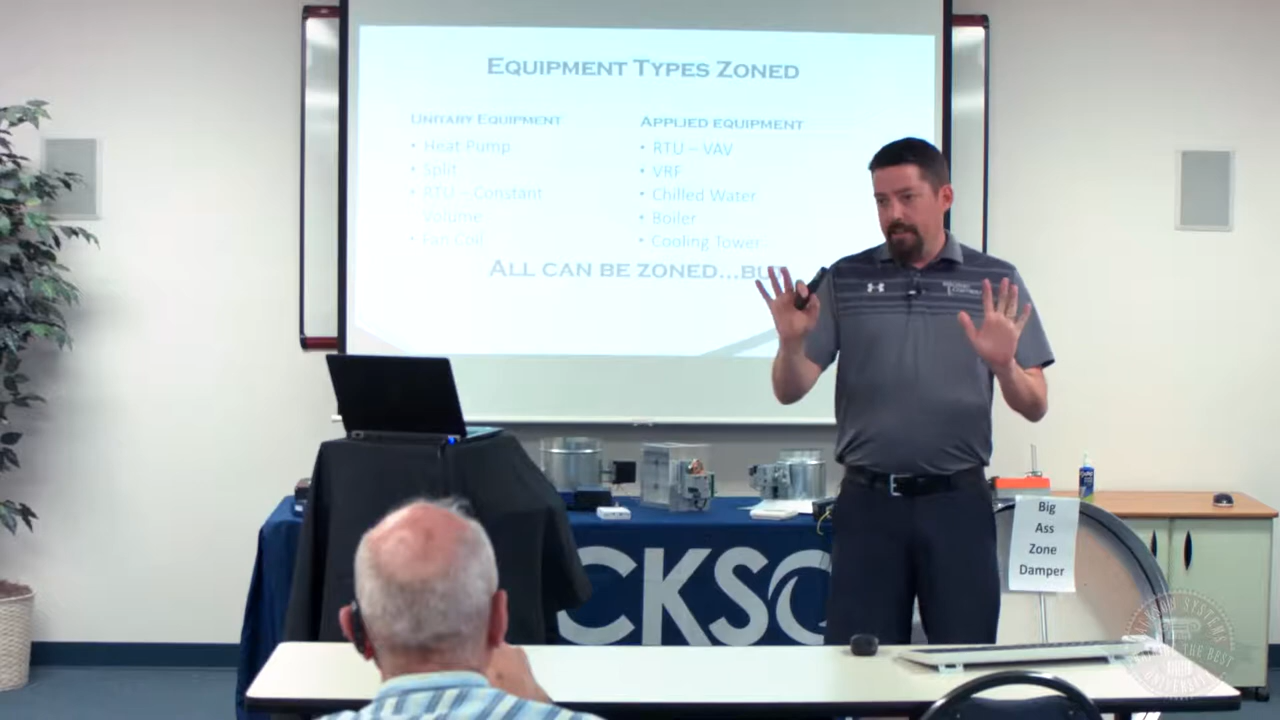 EQUIPMENT TYPES ZONED
UNITARY EQUIPMENT
• Heat Pump
• Split
• RTU – Constant
Volume
• Fan Coil
APPLIED EQUIPMENT
• RTU – VAV
• VRF
• Chilled Water
• Boiler
• Cooling Tower
ALL CAN BE ZONED...BUT
CKSO
Big
Ass
Zone
Damper